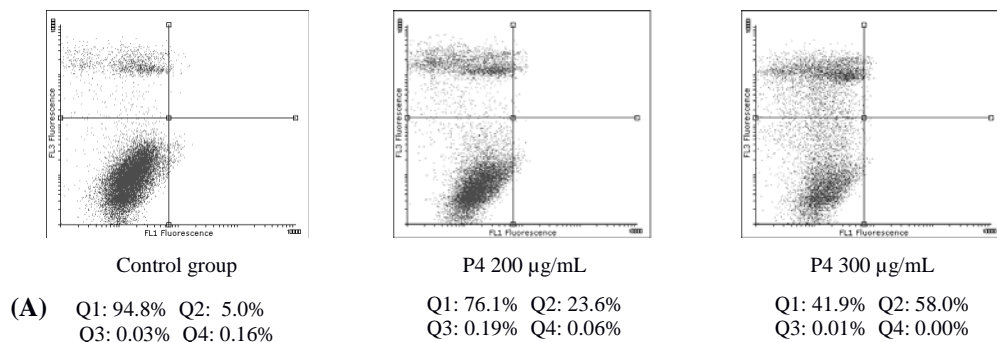 FL3 Fluorescence
FL1 Fluorescence
Control group
FL3 Fluorescence
FL1 Fluorescence
P4 200 µg/mL
FL3 Fluorescence
FL1 Fluorescence
P4 300 µg/mL
(A)
Q1: 94.8% Q2: 5.0%
Q3: 0.03% Q4: 0.16%
Q1: 76.1% Q2: 23.6%
Q3: 0.19% Q4: 0.06%
Q1: 41.9% Q2: 58.0%
Q3: 0.01% Q4: 0.00%